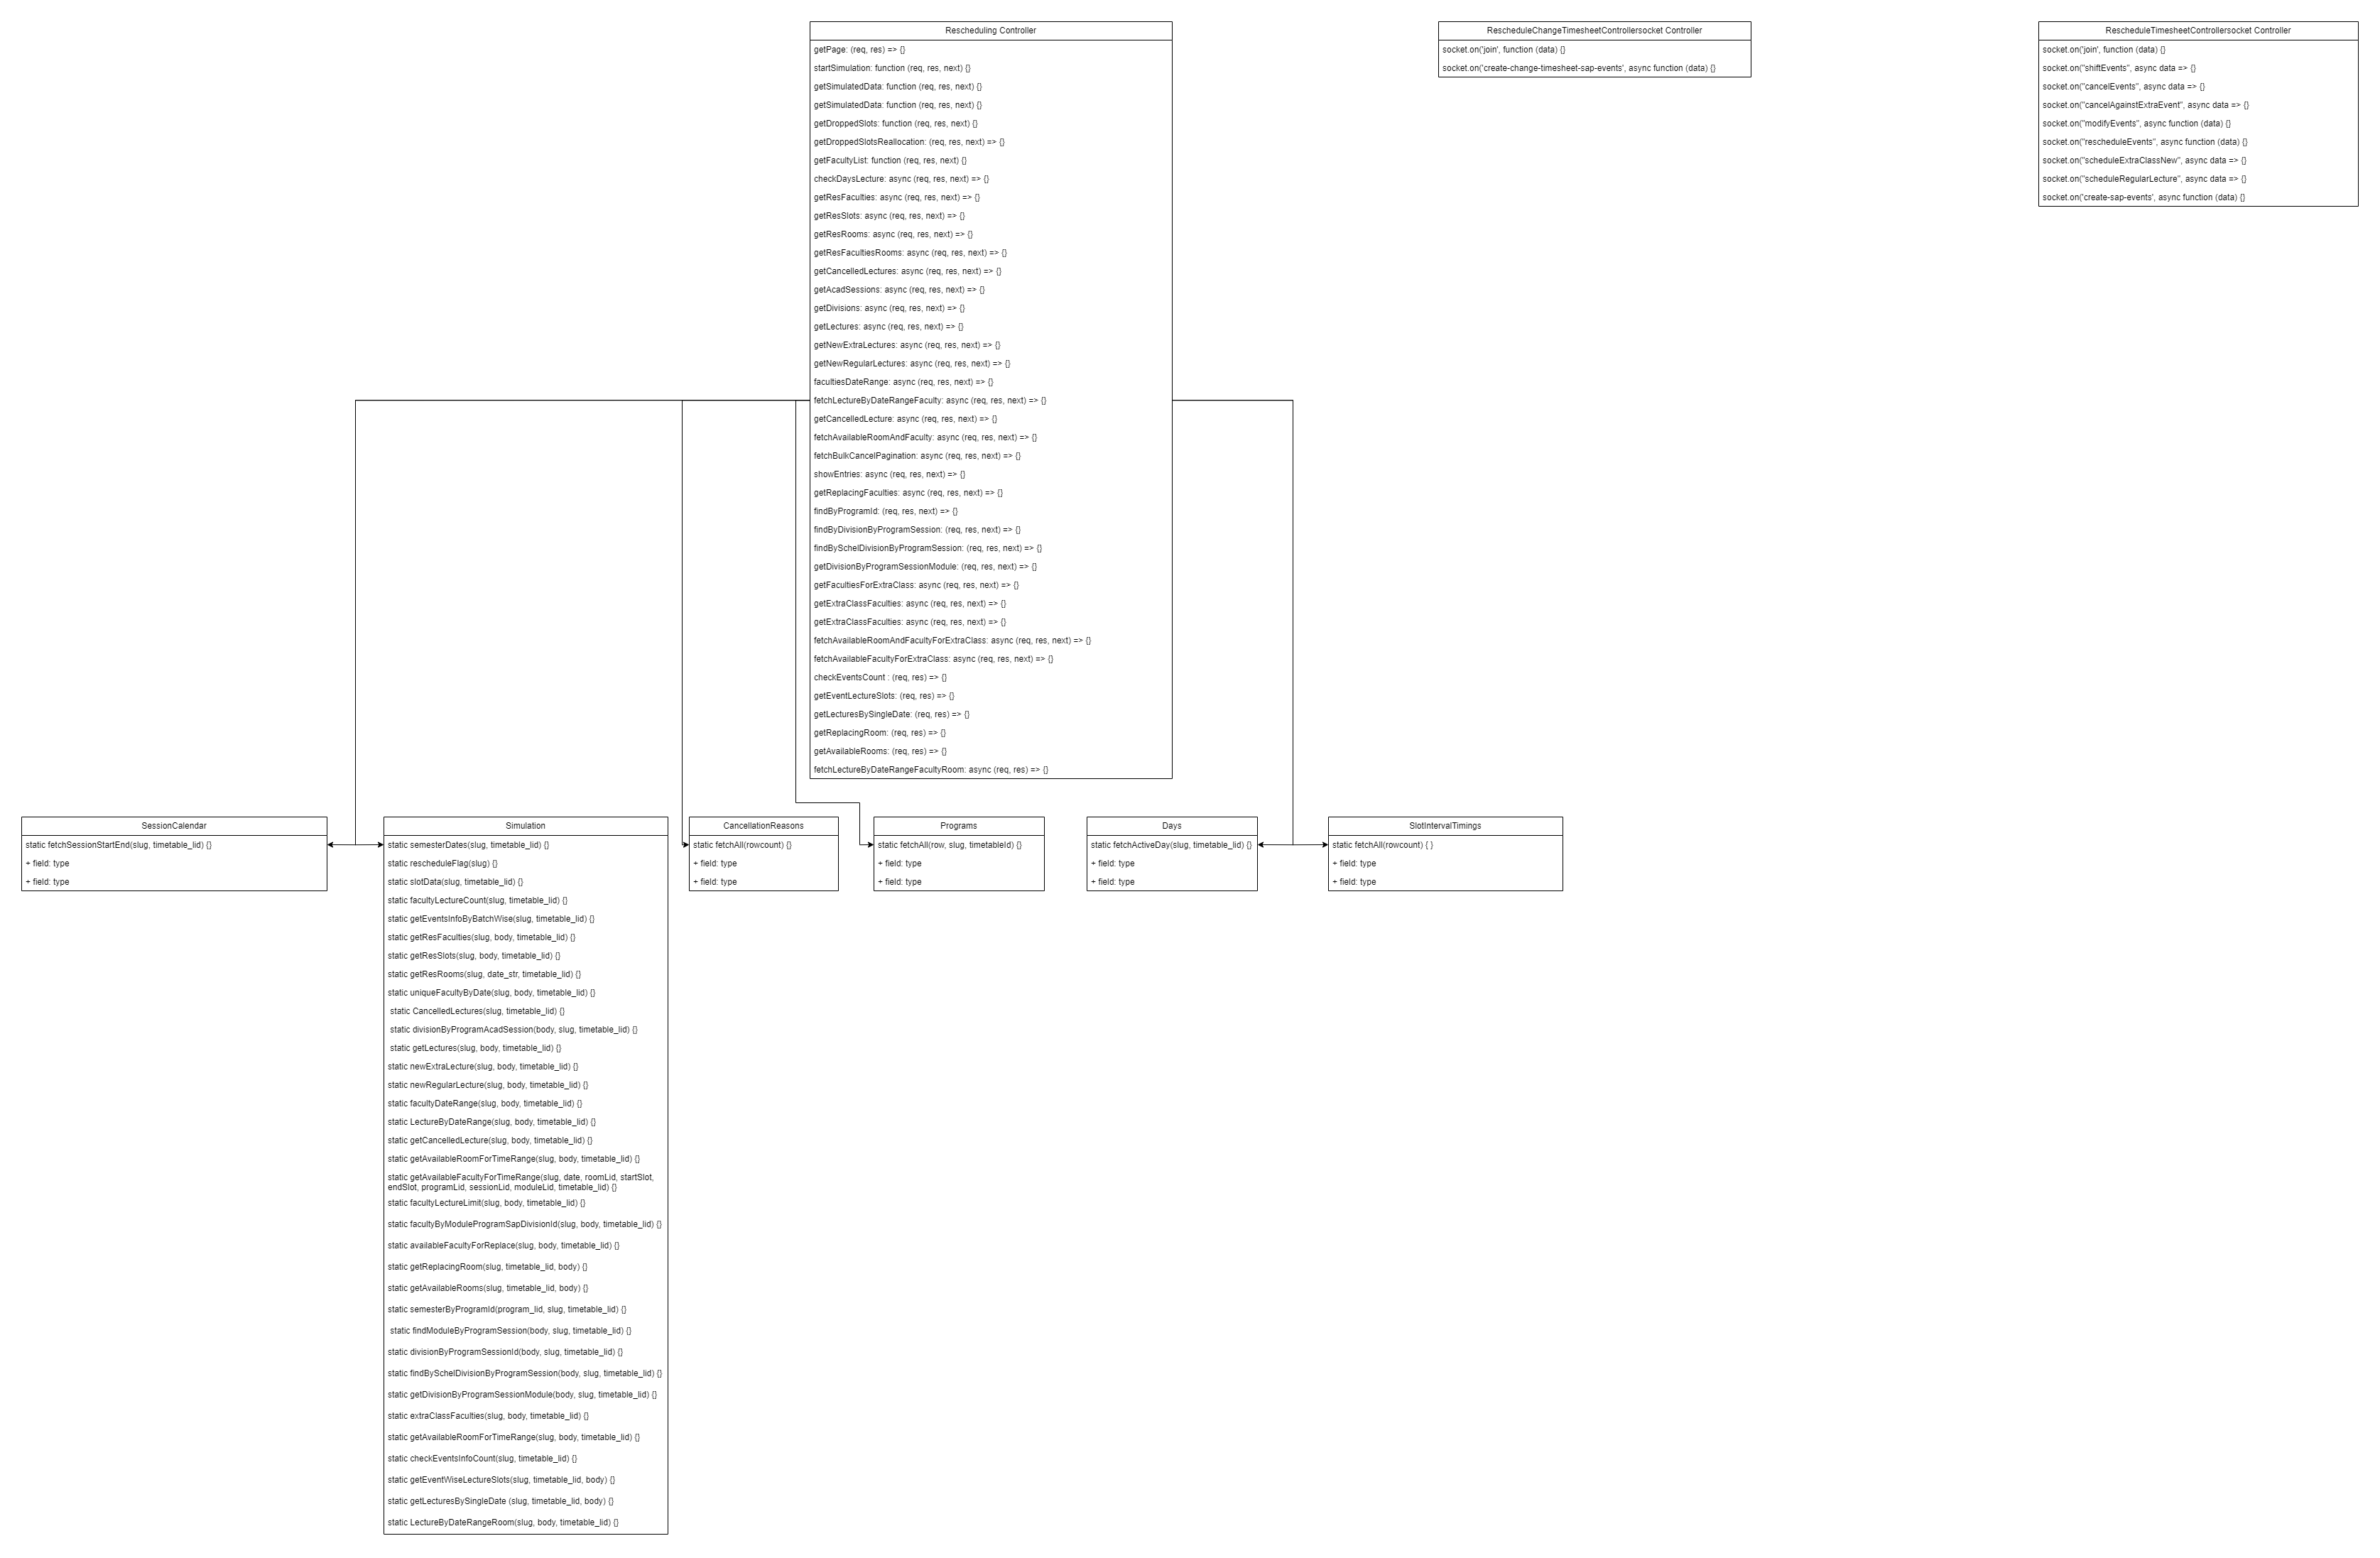 Rescheduling Controller
getPage: (req, res) => {}
startSimulation: function (req, res, next) {}
getSimulatedData: function (req, res, next) {}
getSimulatedData: function (req, res, next) {}
getDroppedSlots: function (req, res, next) {}
getDroppedSlotsReallocation: (req, res, next) => {}
getFacultyList: function (req, res, next) {}
checkDaysLecture: async (req, res, next) => {}
getResFaculties: async (req, res, next) => {}
getResSlots: async (req, res, next) => {}
getResRooms: async (req, res, next) => {}
getResFacultiesRooms: async (req, res, next) => {}
getCancelledLectures: async (req, res, next) => {}
getAcadSessions: async (req, res, next) => {}
getDivisions: async (req, res, next) => {}
getLectures: async (req, res, next) => {}
getNewExtraLectures: async (req, res, next) => {}
getNewRegularLectures: async (req, res, next) => {}
facultiesDateRange: async (req, res, next) => {}
fetchLectureByDateRangeFaculty: async (req, res, next) => {}
getCancelledLecture: async (req, res, next) => {}
fetchAvailableRoomAndFaculty: async (req, res, next) => {}
fetchBulkCancelPagination: async (req, res, next) => {}
showEntries: async (req, res, next) => {}
getReplacingFaculties: async (req, res, next) => {}
findByProgramId: (req, res, next) => {}
findByDivisionByProgramSession: (req, res, next) => {}
findBySchelDivisionByProgramSession: (req, res, next) => {}
getDivisionByProgramSessionModule: (req, res, next) => {}
getFacultiesForExtraClass: async (req, res, next) => {}
getExtraClassFaculties: async (req, res, next) => {}
getExtraClassFaculties: async (req, res, next) => {}
fetchAvailableRoomAndFacultyForExtraClass: async (req, res, next) => {}
fetchAvailableFacultyForExtraClass: async (req, res, next) => {}
checkEventsCount : (req, res) => {}
getEventLectureSlots: (req, res) => {}
getLecturesBySingleDate: (req, res) => {}
getReplacingRoom: (req, res) => {}
getAvailableRooms: (req, res) => {}
fetchLectureByDateRangeFacultyRoom: async (req, res) => {}
RescheduleChangeTimesheetControllersocket Controller
socket.on('join', function (data) {}
socket.on('create-change-timesheet-sap-events', async function (data) {}
RescheduleTimesheetControllersocket Controller
socket.on('join', function (data) {}
socket.on("shiftEvents", async data => {}
socket.on("cancelEvents", async data => {}
socket.on("cancelAgainstExtraEvent", async data => {}
socket.on("modifyEvents", async function (data) {}
socket.on("rescheduleEvents", async function (data) {}
socket.on("scheduleExtraClassNew", async data => {}
socket.on("scheduleRegularLecture", async data => {}
socket.on('create-sap-events', async function (data) {}
SessionCalendar
static fetchSessionStartEnd(slug, timetable_lid) {}
+ field: type
+ field: type
Simulation
static semesterDates(slug, timetable_lid) {}
static rescheduleFlag(slug) {}
static slotData(slug, timetable_lid) {}
static facultyLectureCount(slug, timetable_lid) {}
static getEventsInfoByBatchWise(slug, timetable_lid) {}
static getResFaculties(slug, body, timetable_lid) {}
static getResSlots(slug, body, timetable_lid) {}
static getResRooms(slug, date_str, timetable_lid) {}
static uniqueFacultyByDate(slug, body, timetable_lid) {}
static CancelledLectures(slug, timetable_lid) {}
static divisionByProgramAcadSession(body, slug, timetable_lid) {}
static getLectures(slug, body, timetable_lid) {}
static newExtraLecture(slug, body, timetable_lid) {}
static newRegularLecture(slug, body, timetable_lid) {}
static facultyDateRange(slug, body, timetable_lid) {}
static LectureByDateRange(slug, body, timetable_lid) {}
static getCancelledLecture(slug, body, timetable_lid) {}
static getAvailableRoomForTimeRange(slug, body, timetable_lid) {}
static getAvailableFacultyForTimeRange(slug, date, roomLid, startSlot,
endSlot, programLid, sessionLid, moduleLid, timetable_lid) {}
static facultyLectureLimit(slug, body, timetable_lid) {}
static facultyByModuleProgramSapDivisionId(slug, body, timetable_lid) {}
static availableFacultyForReplace(slug, body, timetable_lid) {}
static getReplacingRoom(slug, timetable_lid, body) {}
static getAvailableRooms(slug, timetable_lid, body) {}
static semesterByProgramId(program_lid, slug, timetable_lid) {}
static findModuleByProgramSession(body, slug, timetable_lid) {}
static divisionByProgramSessionId(body, slug, timetable_lid) {}
static findBySchelDivisionByProgramSession(body, slug, timetable_lid) {}
static getDivisionByProgramSessionModule(body, slug, timetable_lid) {}
static extraClassFaculties(slug, body, timetable_lid) {}
static getAvailableRoomForTimeRange(slug, body, timetable_lid) {}
static checkEventsInfoCount(slug, timetable_lid) {}
static getEventWiseLectureSlots(slug, timetable_lid, body) {}
static getLecturesBySingleDate (slug, timetable_lid, body) {}
static LectureByDateRangeRoom(slug, body, timetable_lid) {}
CancellationReasons
static fetchAll(rowcount) {}
+ field: type
+ field: type
Programs
static fetchAll(row, slug, timetableId) {}
+ field: type
+ field: type
Days
static fetchActiveDay(slug, timetable_lid) {}
+ field: type
+ field: type
SlotIntervalTimings
static fetchAll(rowcount) { }
+ field: type
+ field: type